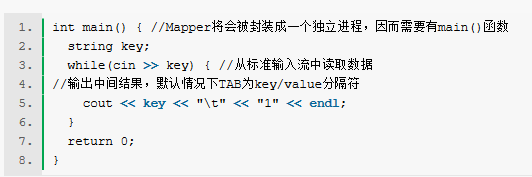 1. int main() { //Mapper将会被封装成一个独立进程，因而需要有main()函数
2. string key;
3. while(cin >> key) { //从标准输入流中读取数据
4. //输出中间结果，默认情况下TAB为key/value分隔符
5. cout << key << "\t" << "1" << endl;
6. }
7. return 0;
8. }